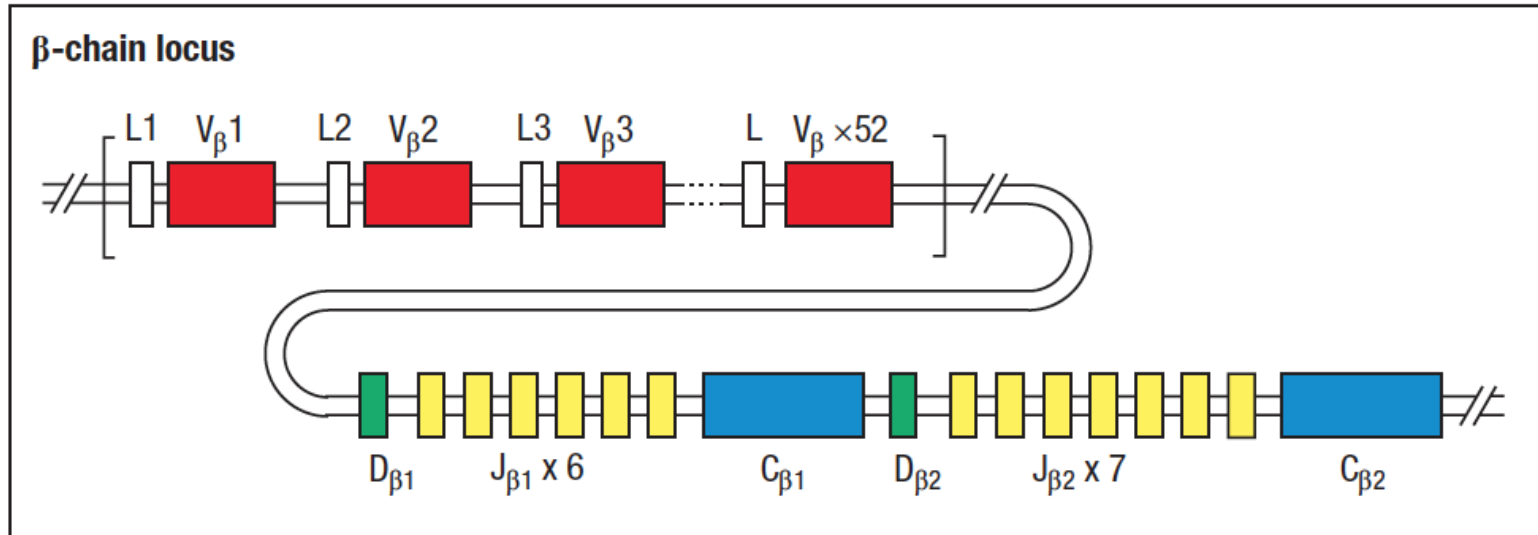 β-chain locus
L1 Vβ1 L2 Vβ2 L3 Vβ3 L Vβ ×52
Dβ1 Jβ1 x 6 Cβ1 Dβ2 Jβ2 x 7 Cβ2